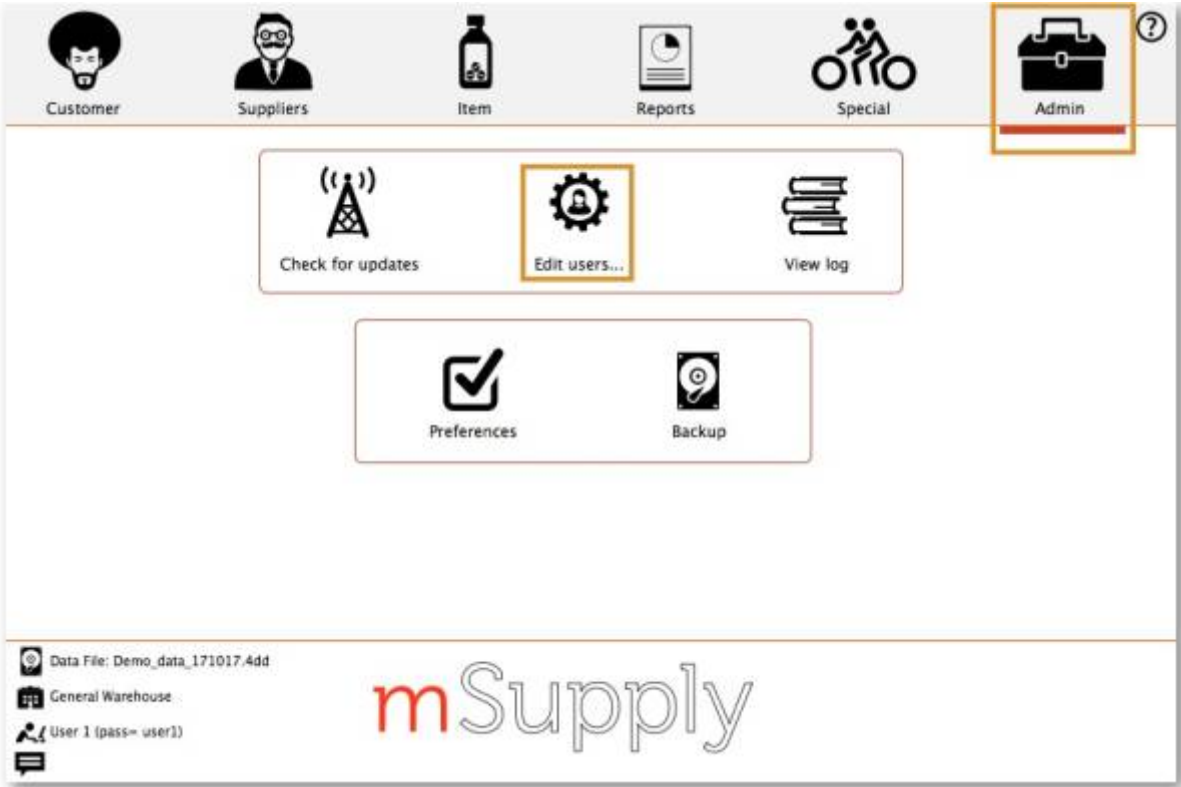 ?
Customer
Suppliers
Item
Reports
Special
Admin
Check for updates
Edit users...
View log
Preferences
Backup
Data File: Demo_data_171017.4dd
General Warehouse
User 1 (pass= user1)
mSupply